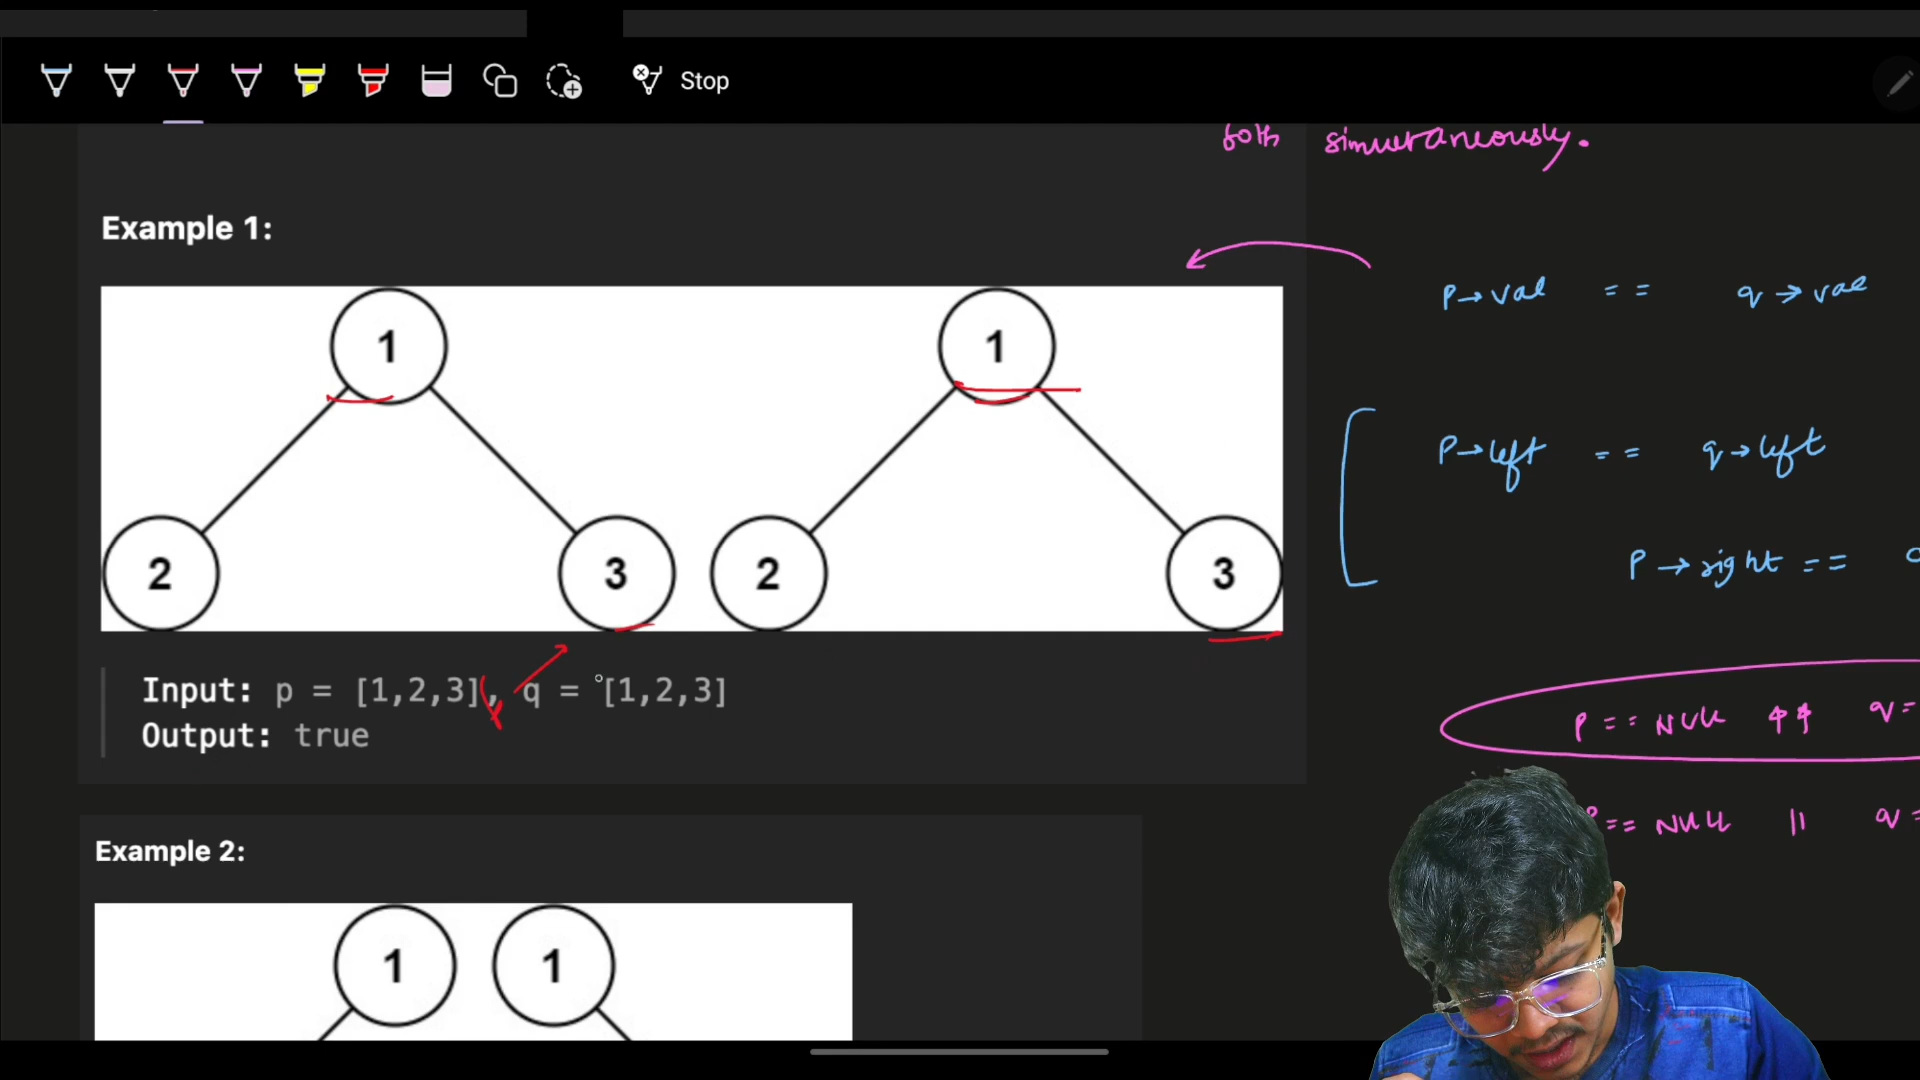 Stop
both simultaneously.
Example 1:
1
1
2
3
2
3
Input: p = [1,2,3], q = [1,2,3]
Output: true
P→val == q→val
P→left == q→left
P→right ==
P == NULL && q =
== NULL || q =
Example 2:
1
1